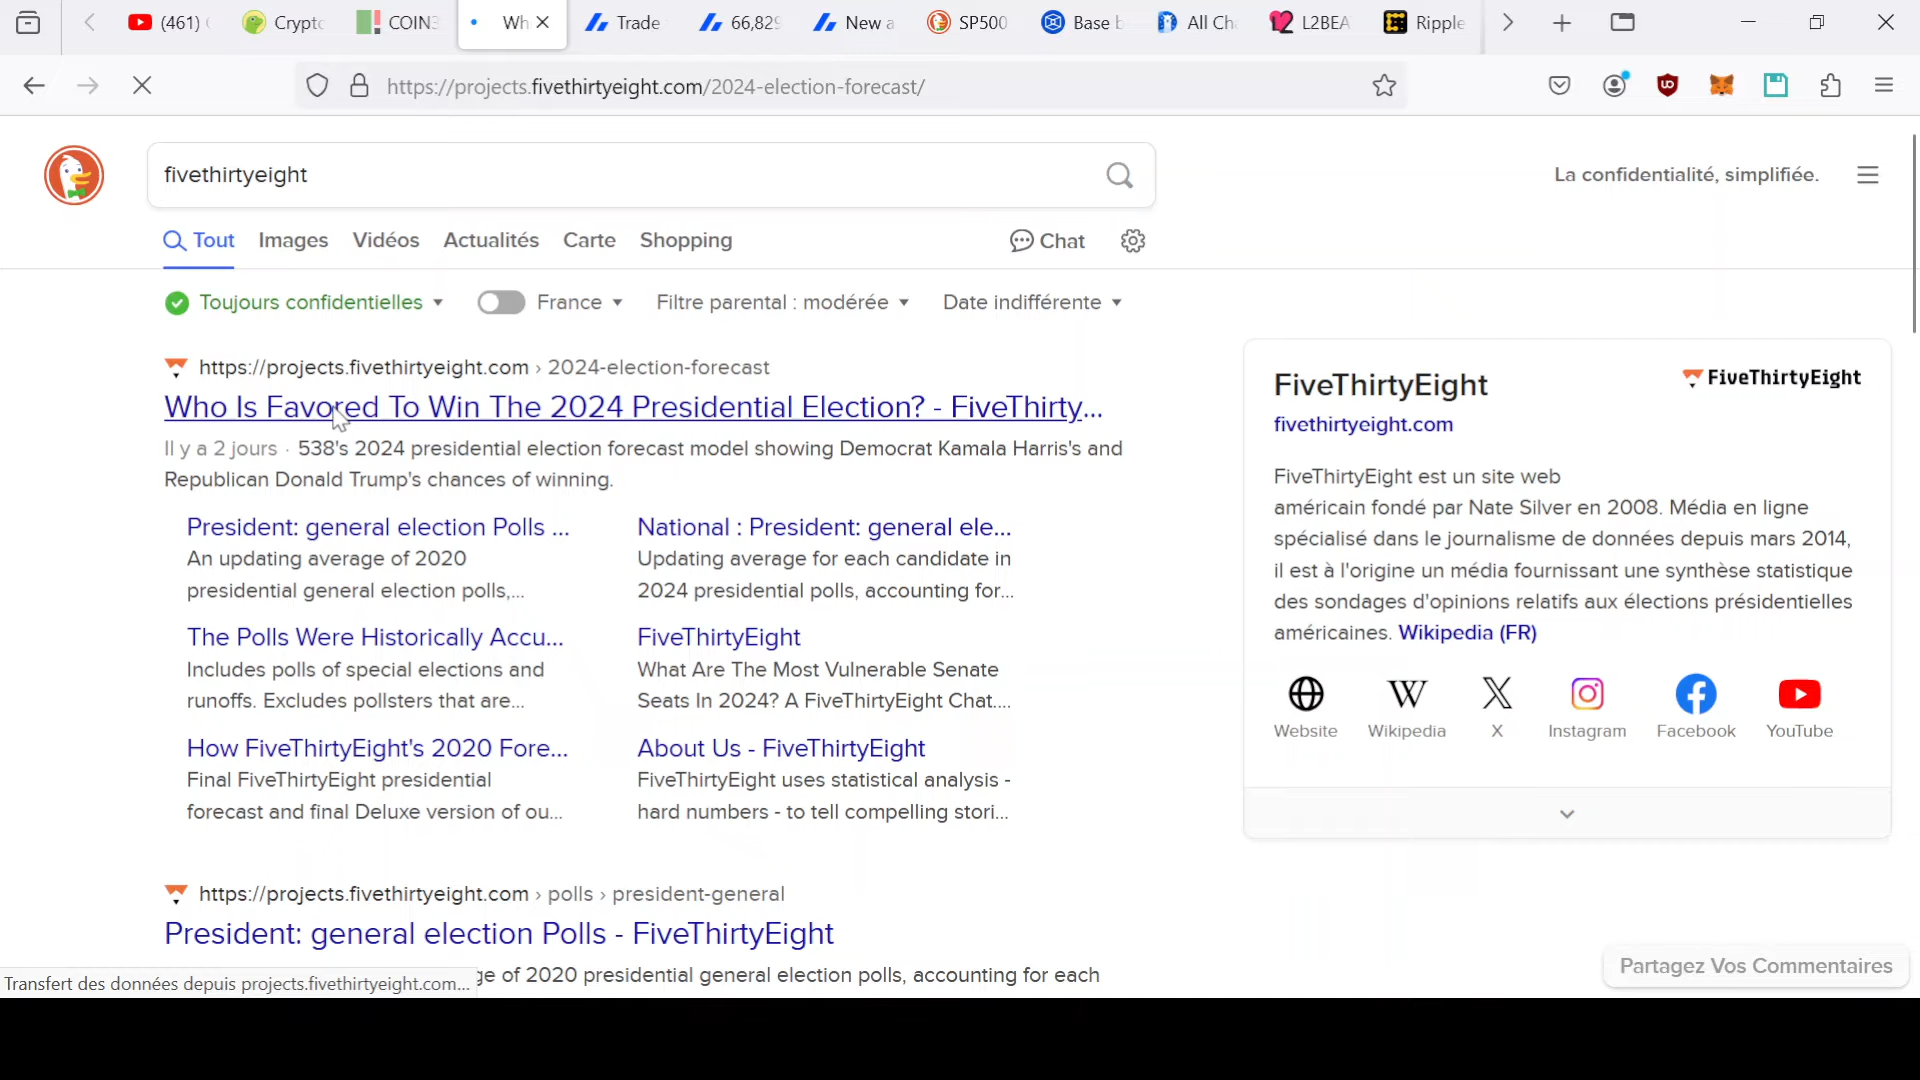 (461)
Crypto
COIN3
Wh
Trade
66,829
New a
SP500
Base b
All Ch
L2BEA
Ripple
https://projects.fivethirtyeight.com/2024-election-forecast/
fivethirtyeight
La confidentialité, simplifiée.
Tout Images Vidéos Actualités Carte Shopping Chat
Toujours confidentielles France Filtre parental : modérée Date indifférente
https://projects.fivethirtyeight.com › 2024-election-forecast
Who Is Favored To Win The 2024 Presidential Election? - FiveThirty...
Il y a 2 jours · 538's 2024 presidential election forecast model showing Democrat Kamala Harris's and
Republican Donald Trump's chances of winning.
President: general election Polls ...
An updating average of 2020
presidential general election polls,...
National : President: general ele...
Updating average for each candidate in
2024 presidential polls, accounting for...
The Polls Were Historically Accu...
Includes polls of special elections and
runoffs. Excludes pollsters that are...
FiveThirtyEight
What Are The Most Vulnerable Senate
Seats In 2024? A FiveThirtyEight Chat....
How FiveThirtyEight's 2020 Fore...
Final FiveThirtyEight presidential
forecast and final Deluxe version of ou...
About Us - FiveThirtyEight
FiveThirtyEight uses statistical analysis -
hard numbers - to tell compelling stori...
https://projects.fivethirtyeight.com › polls › president-general
President: general election Polls - FiveThirtyEight
ge of 2020 presidential general election polls, accounting for each
Transfert des données depuis projects.fivethirtyeight.com...
FiveThirtyEight
FiveThirtyEight
fivethirtyeight.com
FiveThirtyEight est un site web
américain fondé par Nate Silver en 2008. Média en ligne
spécialisé dans le journalisme de données depuis mars 2014,
il est à l'origine un média fournissant une synthèse statistique
des sondages d'opinions relatifs aux élections présidentielles
américaines. Wikipedia (FR)
Website Wikipedia X Instagram Facebook YouTube
Partagez Vos Commentaires